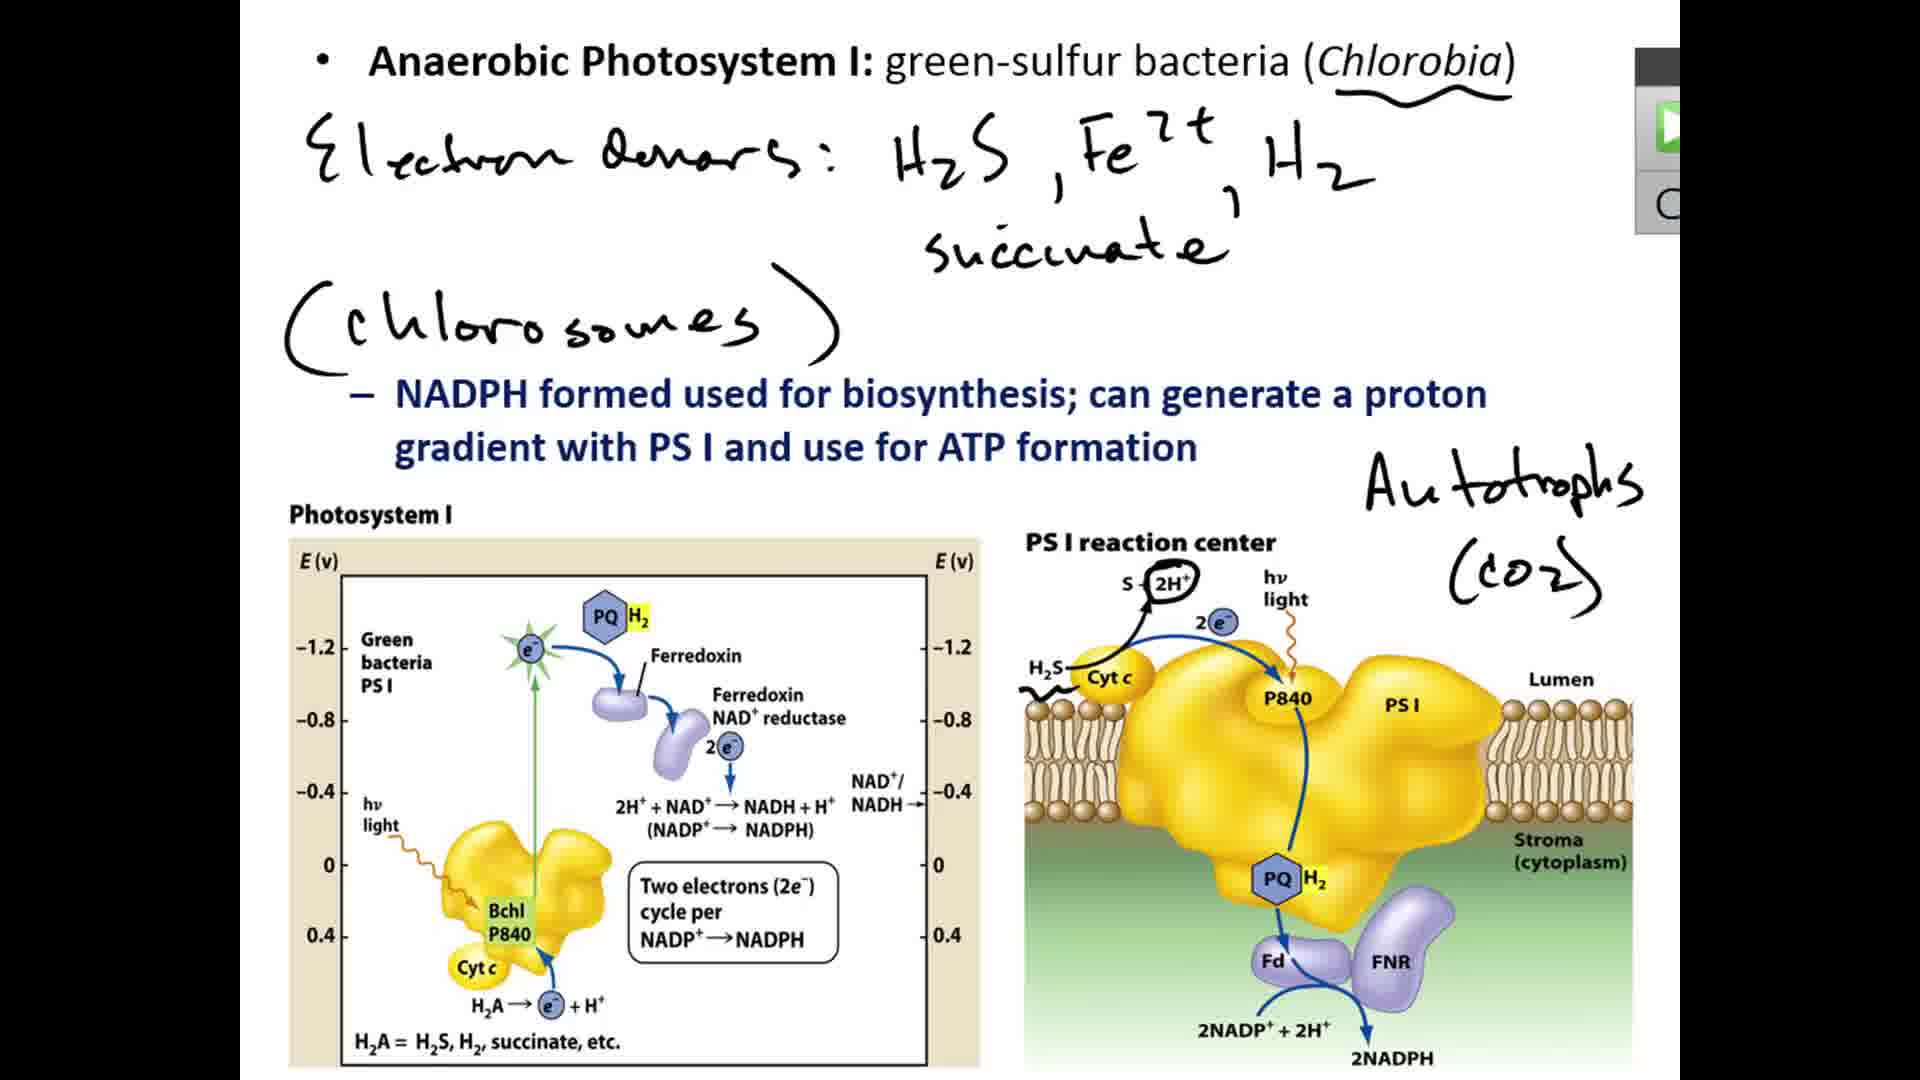 • Anaerobic Photosystem I: green-sulfur bacteria (Chlorobia)
Electron donors: H₂S, Fe²⁺, H₂
succinate
(chlorosomes)
– NADPH formed used for biosynthesis; can generate a proton
gradient with PS I and use for ATP formation
Autotrophs
(CO₂)
Photosystem I
E (v)
E (v)
–1.2
–0.8
–0.4
0
0.4
Green
bacteria
PS I
e⁻
PQ H₂
Ferredoxin
Ferredoxin
NAD⁺ reductase
2 e⁻
2H⁺ + NAD⁺ → NADH + H⁺
(NADP⁺ → NADPH)
NAD⁺/
NADH →
–1.2
–0.8
–0.4
0
0.4
hν
light
Bchl
P840
Cyt c
Two electrons (2e⁻)
cycle per
NADP⁺ → NADPH
H₂A → e⁻ + H⁺
H₂A = H₂S, H₂, succinate, etc.
PS I reaction center
S + 2H⁺
hν
light
2 e⁻
H₂S
Cyt c
P840
PS I
Lumen
Stroma
(cytoplasm)
PQ H₂
Fd
FNR
2NADP⁺ + 2H⁺
2NADPH